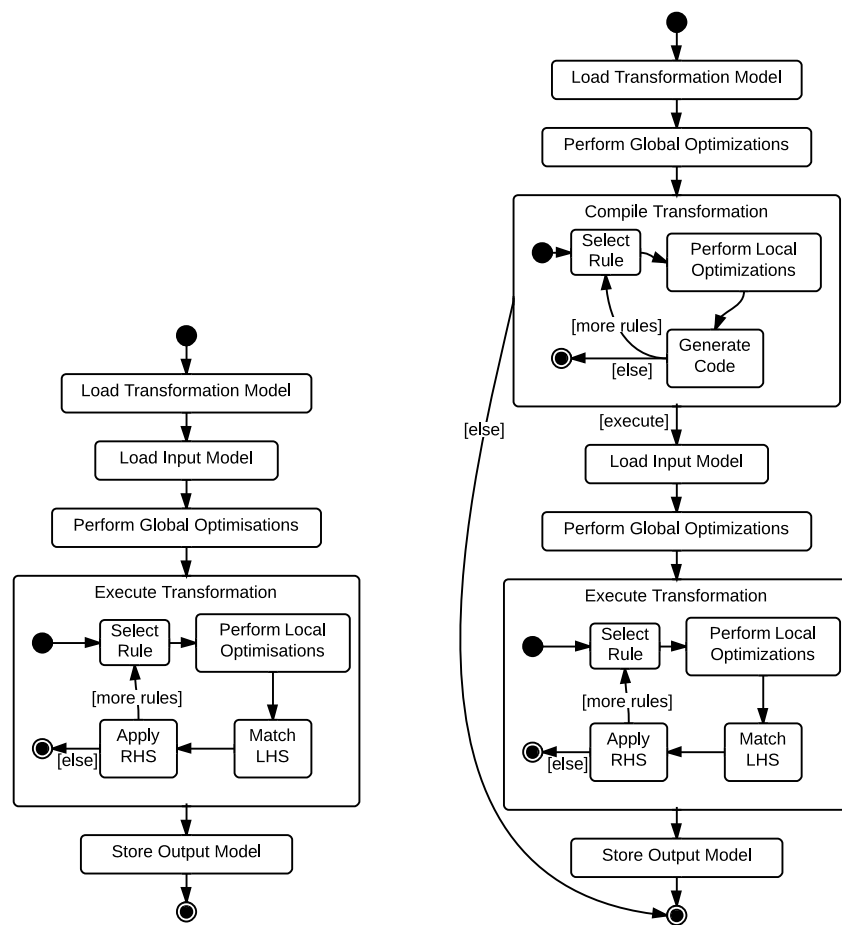 Load Transformation Model
Load Input Model
Perform Global Optimisations
Execute Transformation
Select
Rule
Perform Local
Optimisations
[more rules]
Apply
RHS
Match
LHS
[else]
Store Output Model
Load Transformation Model
Perform Global Optimizations
Compile Transformation
Select
Rule
Perform Local
Optimizations
[more rules]
Generate
Code
[else]
[else]
[execute]
Load Input Model
Perform Global Optimizations
Execute Transformation
Select
Rule
Perform Local
Optimizations
[more rules]
Apply
RHS
Match
LHS
[else]
Store Output Model